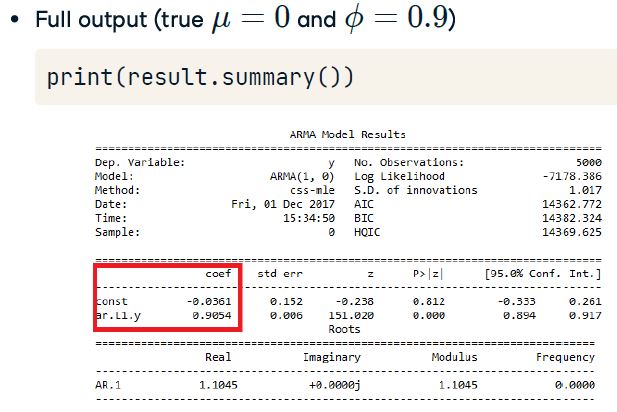 • Full output (true μ = 0 and ϕ = 0.9)
print(result.summary())
ARMA Model Results
Dep. Variable: y No. Observations: 5000
Model: ARMA(1, 0) Log Likelihood -7178.386
Method: css-mle S.D. of innovations 1.017
Date: Fri, 01 Dec 2017 AIC 14362.772
Time: 15:34:50 BIC 14382.324
Sample: 0 HQIC 14369.625
coef std err z P>|z| [95.0% Conf. Int.]
const -0.0361 0.152 -0.238 0.812 -0.333 0.261
ar.L1.y 0.9054 0.006 151.020 0.000 0.894 0.917
Roots
Real Imaginary Modulus Frequency
AR.1 1.1045 +0.0000j 1.1045 0.0000